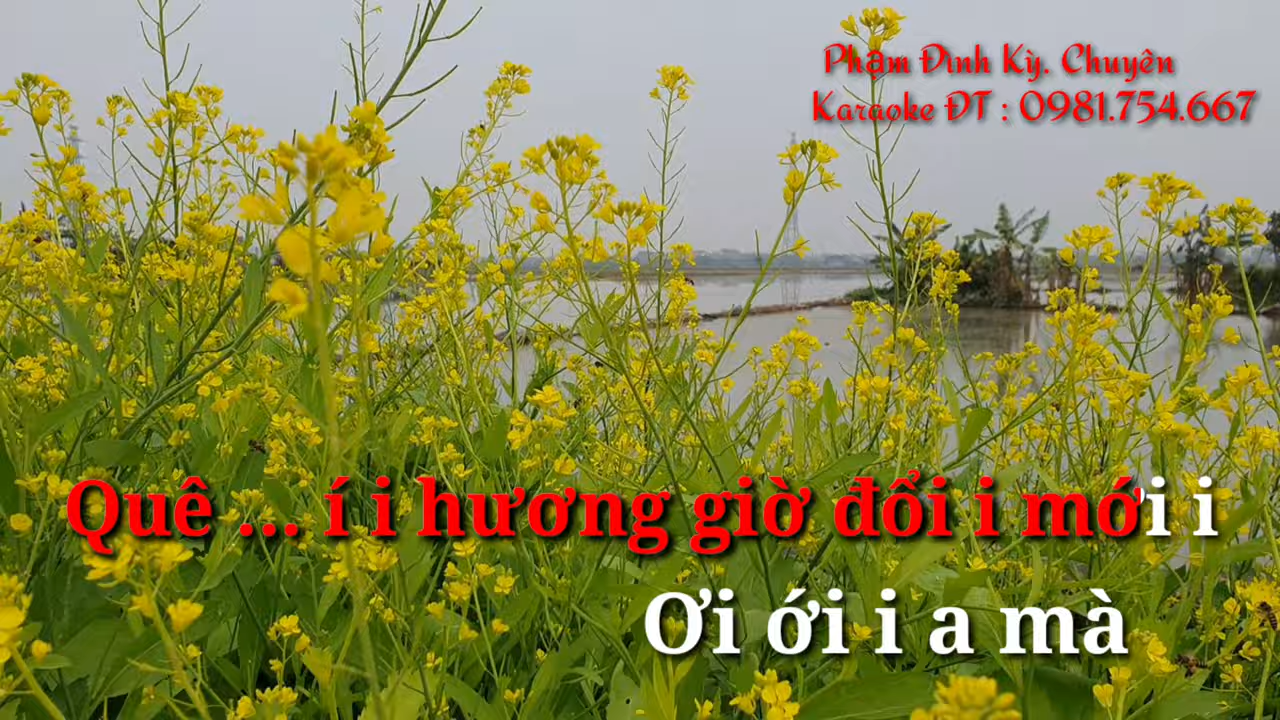 Phạm Đình Kỳ. Chuyên
Karaoke ĐT : 0981.754.667
Quê ... í i hương giờ đổi i mới i
Ơi ới i a mà